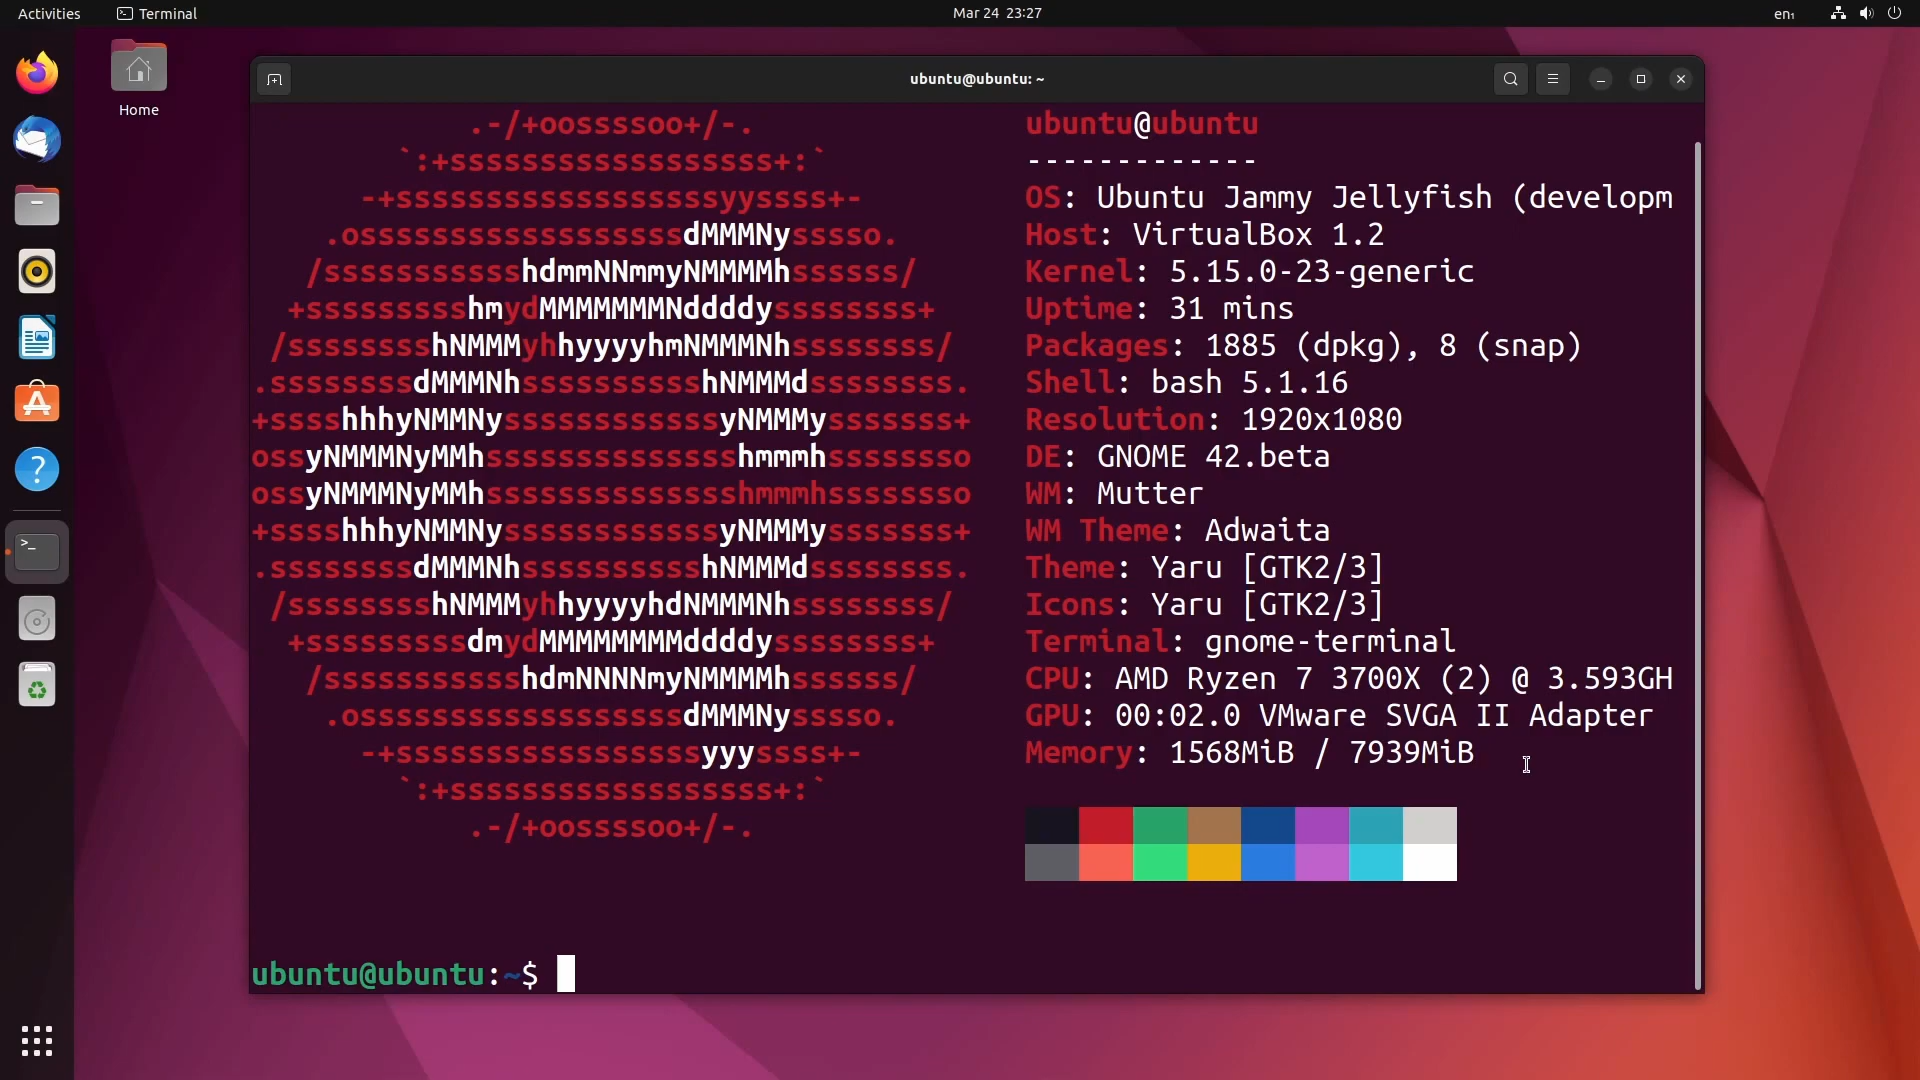 Activities
Terminal
Mar 24 23:27
en₁
Home
ubuntu@ubuntu: ~
.-/+oossssoo+/-.
`:+ssssssssssssssssss+:`
-+ssssssssssssssssssyyssss+-
.ossssssssssssssssssdMMMNysssso.
/ssssssssssshdmmNNmmyNMMMMhssssss/
+ssssssssshmydMMMMMMMNddddyssssssss+
/sssssssshNMMMyhhyyyyhmNMMMNhssssssss/
.ssssssssdMMMNhsssssssssshNMMMdssssssss.
+sssshhhyNMMNyssssssssssssyNMMMysssssss+
ossyNMMMNyMMhsssssssssssssshmmmhssssssso
ossyNMMMNyMMhsssssssssssssshmmmhssssssso
+sssshhhyNMMNyssssssssssssyNMMMysssssss+
.ssssssssdMMMNhsssssssssshNMMMdssssssss.
/sssssssshNMMMyhhyyyyhdNMMMNhssssssss/
+sssssssssdmydMMMMMMMMddddyssssssss+
/ssssssssssshdmNNNNmyNMMMMhssssss/
.ossssssssssssssssssdMMMNysssso.
-+sssssssssssssssssyyyssss+-
`:+ssssssssssssssssss+:`
.-/+oossssoo+/-.
ubuntu@ubuntu
-------------
OS: Ubuntu Jammy Jellyfish (developm
Host: VirtualBox 1.2
Kernel: 5.15.0-23-generic
Uptime: 31 mins
Packages: 1885 (dpkg), 8 (snap)
Shell: bash 5.1.16
Resolution: 1920x1080
DE: GNOME 42.beta
WM: Mutter
WM Theme: Adwaita
Theme: Yaru [GTK2/3]
Icons: Yaru [GTK2/3]
Terminal: gnome-terminal
CPU: AMD Ryzen 7 3700X (2) @ 3.593GH
GPU: 00:02.0 VMware SVGA II Adapter
Memory: 1568MiB / 7939MiB
ubuntu@ubuntu:~$